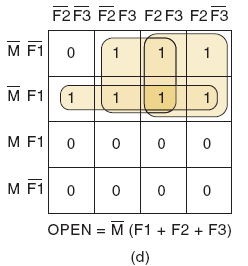 F̅2̅ F̅3̅ F̅2̅ F3 F2 F3 F2 F̅3̅
M̅ F̅1̅ 0 1 1 1
M̅ F1 1 1 1 1
M F1 0 0 0 0
M F̅1̅ 0 0 0 0
OPEN = M̅ (F1 + F2 + F3)
(d)